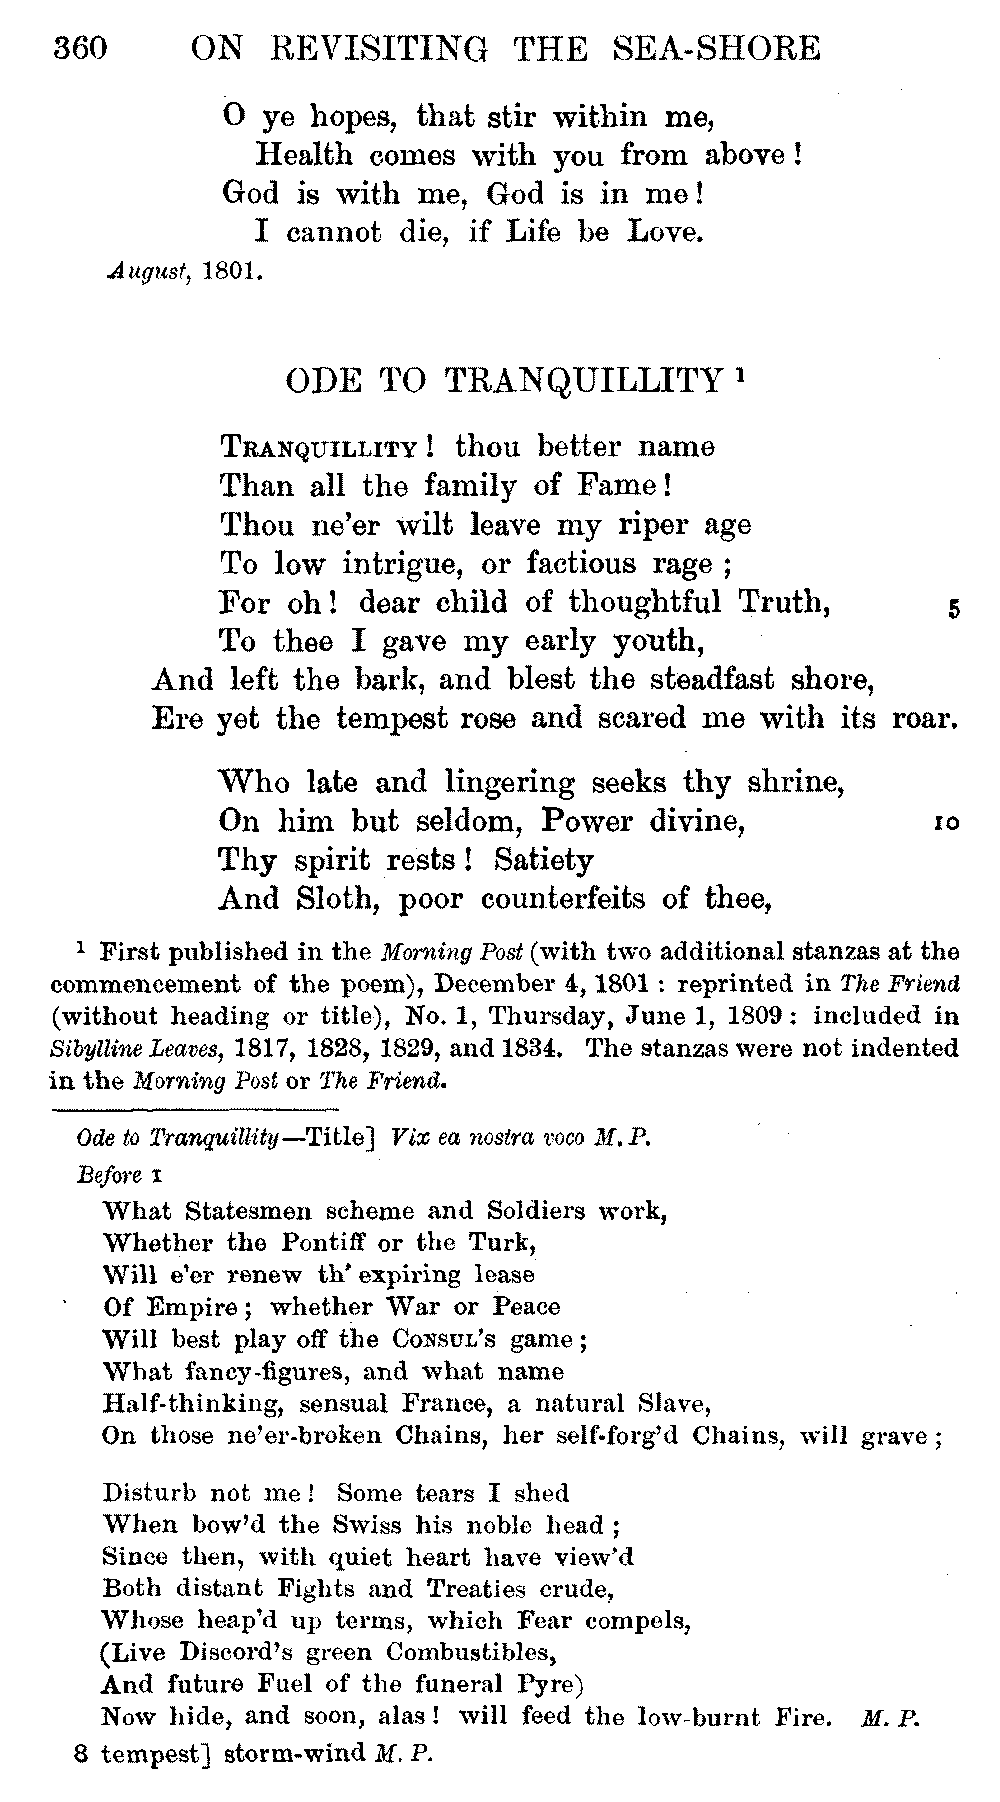 360 ON REVISITING THE SEA-SHORE
O ye hopes, that stir within me,
Health comes with you from above!
God is with me, God is in me!
I cannot die, if Life be Love.
August, 1801.
ODE TO TRANQUILLITY 1
TRANQUILLITY! thou better name
Than all the family of Fame!
Thou ne'er wilt leave my riper age
To low intrigue, or factious rage;
For oh! dear child of thoughtful Truth, 5
To thee I gave my early youth,
And left the bark, and blest the steadfast shore,
Ere yet the tempest rose and scared me with its roar.
Who late and lingering seeks thy shrine,
On him but seldom, Power divine, 10
Thy spirit rests! Satiety
And Sloth, poor counterfeits of thee,
1 First published in the Morning Post (with two additional stanzas at the
commencement of the poem), December 4, 1801: reprinted in The Friend
(without heading or title), No. 1, Thursday, June 1, 1809: included in
Sibylline Leaves, 1817, 1828, 1829, and 1834. The stanzas were not indented
in the Morning Post or The Friend.
Ode to Tranquillity—Title] Vix ea nostra voco M. P.
Before 1
What Statesmen scheme and Soldiers work,
Whether the Pontiff or the Turk,
Will e'er renew th' expiring lease
Of Empire; whether War or Peace
Will best play off the CONSUL'S game;
What fancy-figures, and what name
Half-thinking, sensual France, a natural Slave,
On those ne'er-broken Chains, her self-forg'd Chains, will grave;
Disturb not me! Some tears I shed
When bow'd the Swiss his noble head;
Since then, with quiet heart have view'd
Both distant Fights and Treaties crude,
Whose heap'd up terms, which Fear compels,
(Live Discord's green Combustibles,
And future Fuel of the funeral Pyre)
Now hide, and soon, alas! will feed the low-burnt Fire. M. P.
8 tempest] storm-wind M. P.